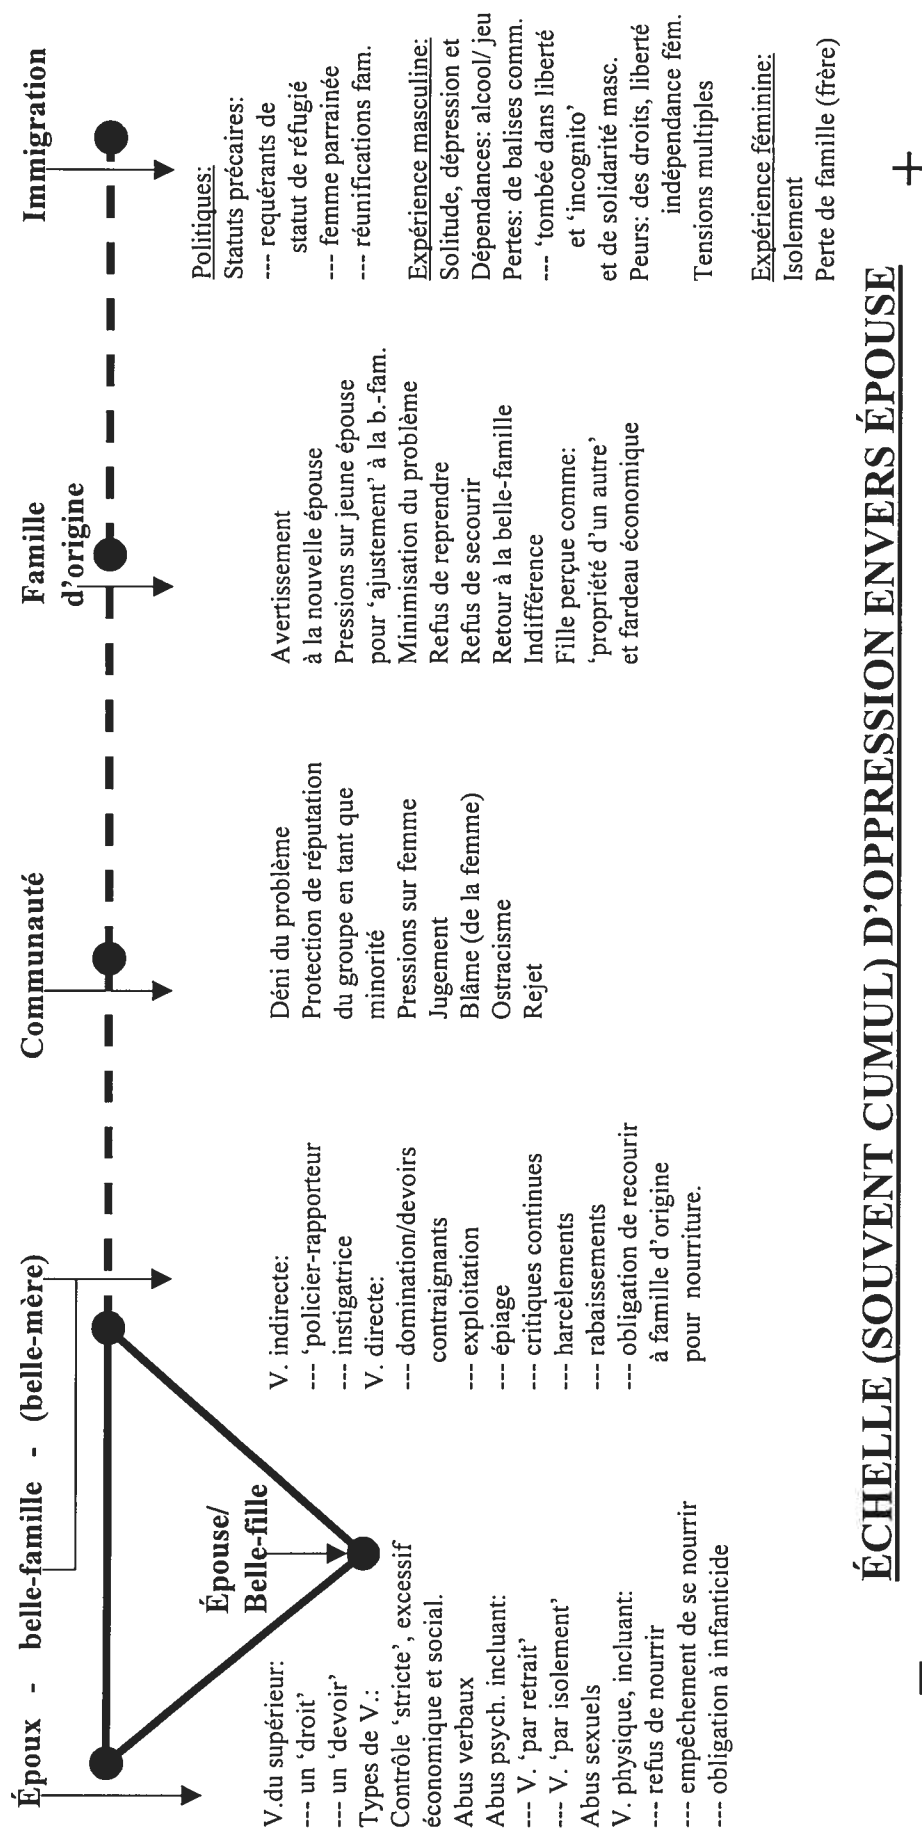 Époux - belle-famille - (belle-mère)
Communauté
Famille
d'origine
Immigration
Épouse/
Belle-fille
V.du supérieur:
--- un 'droit'
--- un 'devoir'
Types de V.:
Contrôle 'stricte', excessif
économique et social.
Abus verbaux
Abus psych. incluant:
--- V. 'par retrait'
--- V. 'par isolement'
Abus sexuels
V. physique, incluant:
--- refus de nourrir
--- empêchement de se nourrir
--- obligation à infanticide
V. indirecte:
--- 'policier-rapporteur
--- instigatrice
V. directe:
--- domination/devoirs
contraignants
--- exploitation
--- épiage
--- critiques continues
--- harcèlements
--- rabaissements
--- obligation de recourir
à famille d'origine
pour nourriture.
Déni du problème
Protection de réputation
du groupe en tant que
minorité
Pressions sur femme
Jugement
Blâme (de la femme)
Ostracisme
Rejet
Avertissement
à la nouvelle épouse
Pressions sur jeune épouse
pour 'ajustement' à la b.-fam.
Minimisation du problème
Refus de reprendre
Refus de secourir
Retour à la belle-famille
Indifférence
Fille perçue comme:
'propriété d'un autre'
et fardeau économique
Politiques:
Statuts précaires:
--- requérants de
statut de réfugié
--- femme parrainée
--- réunifications fam.
Expérience masculine:
Solitude, dépression et
Dépendances: alcool/ jeu
Pertes: de balises comm.
--- 'tombée dans liberté
et 'incognito'
et de solidarité masc.
Peurs: des droits, liberté
indépendance fém.
Tensions multiples
Expérience féminine:
Isolement
Perte de famille (frère)
ÉCHELLE (SOUVENT CUMUL) D'OPPRESSION ENVERS ÉPOUSE
– +